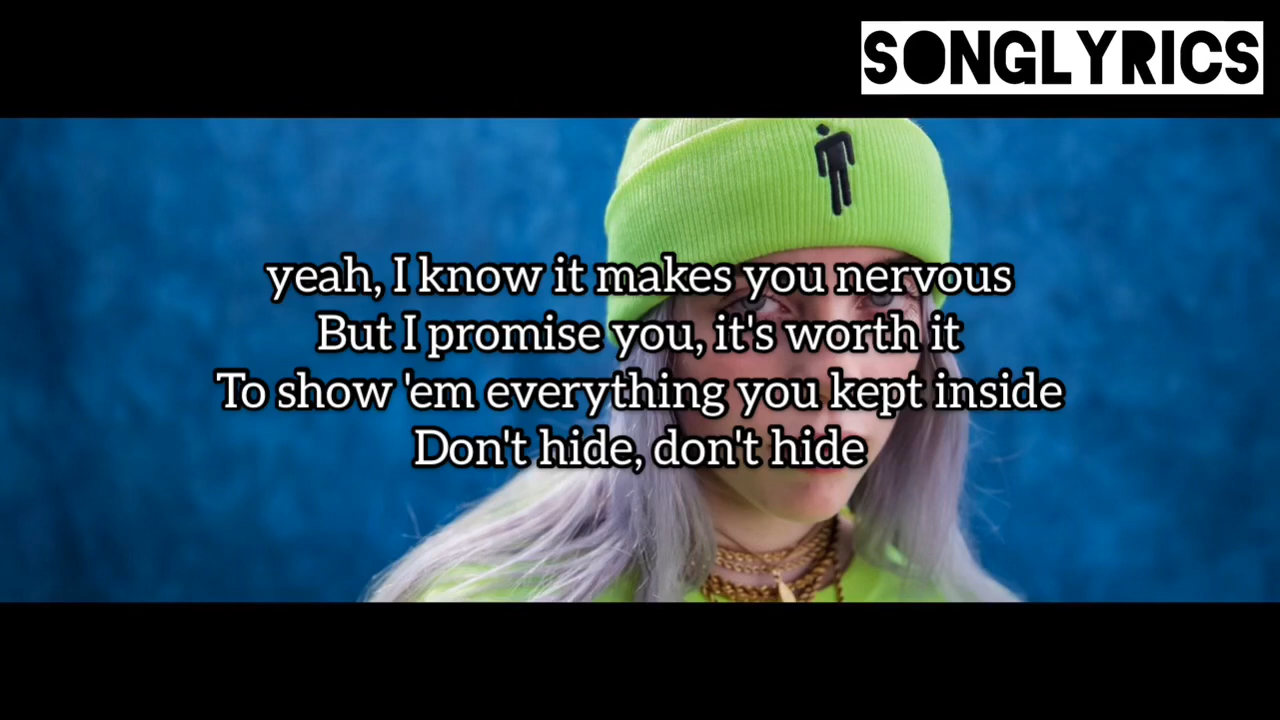 SONGLYRICS
yeah, I know it makes you nervous
But I promise you, it's worth it
To show 'em everything you kept inside
Don't hide, don't hide